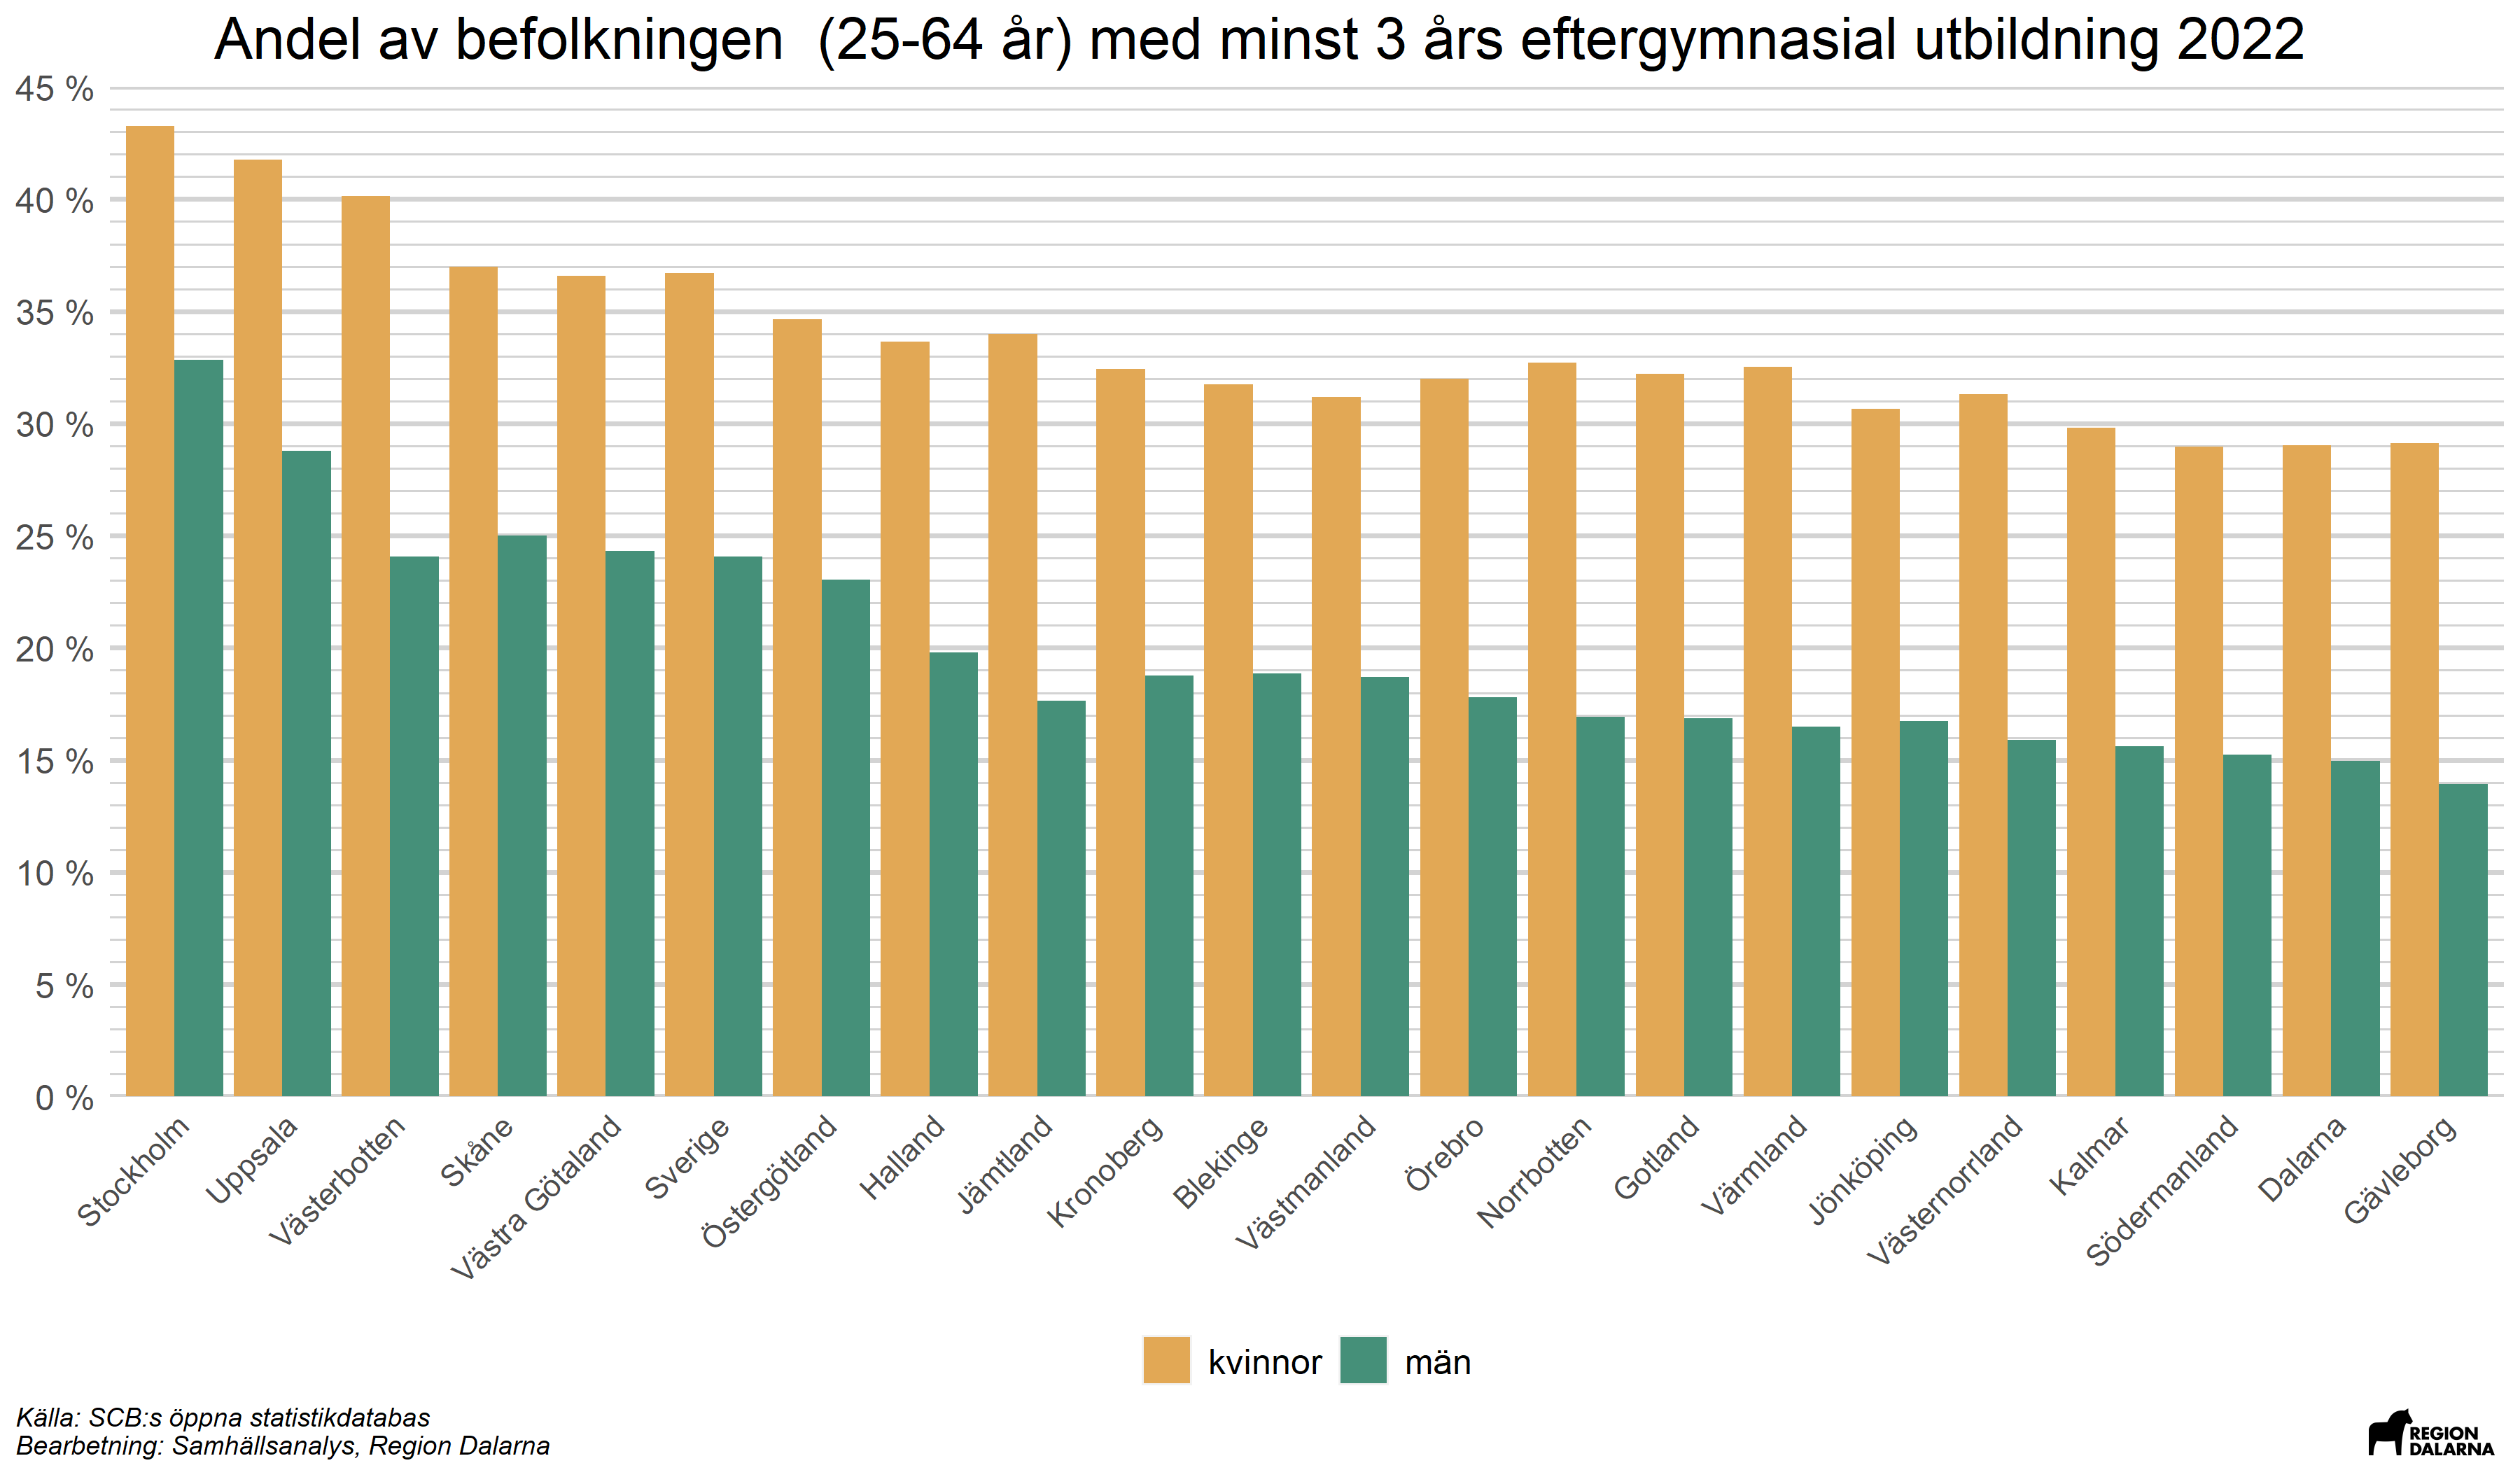 Andel av befolkningen  (25-64 år) med minst 3 års eftergymnasial utbildning 2022
45 %
40 %
35 %
30 %
25 %
20 %
15 %
10 %
5 %
0 %
Stockholm
Uppsala
Västerbotten
Skåne
Västra Götaland
Sverige
Östergötland
Halland
Jämtland
Kronoberg
Blekinge
Västmanland
Örebro
Norrbotten
Gotland
Värmland
Jönköping
Västernorrland
Kalmar
Södermanland
Dalarna
Gävleborg
kvinnor
män
Källa: SCB:s öppna statistikdatabas
Bearbetning: Samhällsanalys, Region Dalarna
REGION
DALARNA